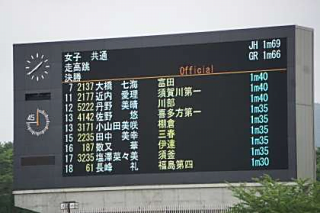 女子 共通 JH 1m69
走高跳 GR 1m66
決勝 Official
7 2137 大橋 七海 富田 1m40
11 2177 近内 愛理 須賀川第一 1m40
12 5222 丹野 美晴 川部 1m40
13 4142 佐野 悠 喜多方第一 1m35
13 3171 小山田美咲 棚倉 1m35
15 2235 田中 美幸 三春 1m35
16 187 数又 華 伊達 1m35
17 3235 塩澤菜々美 須釜 1m35
18 61 長峰 礼 福島第四 1m30
45